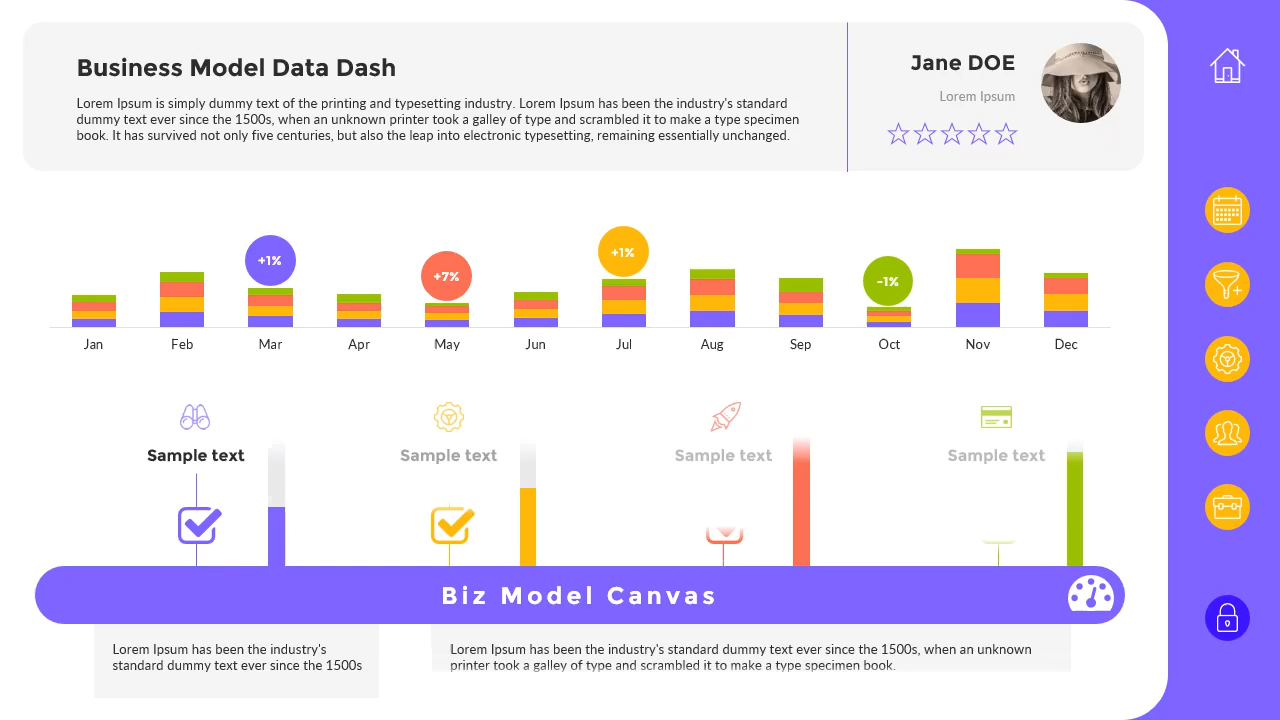 Business Model Data Dash
Lorem Ipsum is simply dummy text of the printing and typesetting industry. Lorem Ipsum has been the industry's standard
dummy text ever since the 1500s, when an unknown printer took a galley of type and scrambled it to make a type specimen
book. It has survived not only five centuries, but also the leap into electronic typesetting, remaining essentially unchanged.
Jane DOE
Lorem Ipsum
+1%
+7%
+1%
-1%
Jan Feb Mar Apr May Jun Jul Aug Sep Oct Nov Dec
Sample text Sample text Sample text Sample text
Biz Model Canvas
Lorem Ipsum has been the industry's
standard dummy text ever since the 1500s
Lorem Ipsum has been the industry's standard dummy text ever since the 1500s, when an unknown
printer took a galley of type and scrambled it to make a type specimen book.